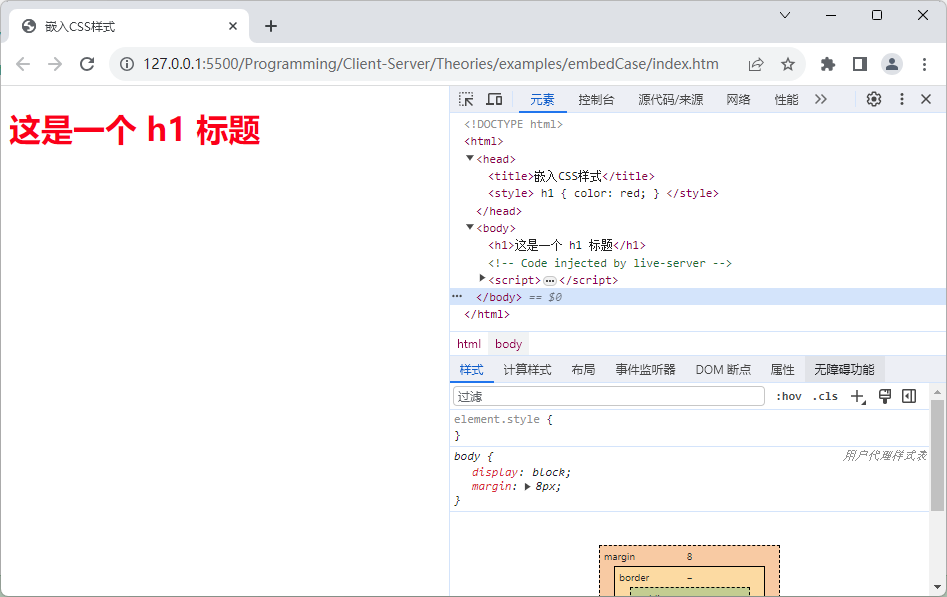 嵌入CSS样式
127.0.0.1:5500/Programming/Client-Server/Theories/examples/embedCase/index.htm
这是一个 h1 标题
元素 控制台 源代码/来源 网络 性能
<!DOCTYPE html>
<html>
<head>
<title>嵌入CSS样式</title>
<style> h1 { color: red; } </style>
</head>
<body>
<h1>这是一个 h1 标题</h1>
<!-- Code injected by live-server -->
<script>…</script>
</body> == $0
</html>
html body
样式 计算样式 布局 事件监听器 DOM 断点 属性 无障碍功能
过滤 :hov .cls
element.style {
}
body { 用户代理样式表
display: block;
margin: 8px;
}
margin 8
border –